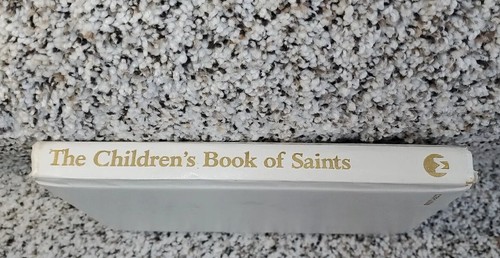 The Children's Book of Saints